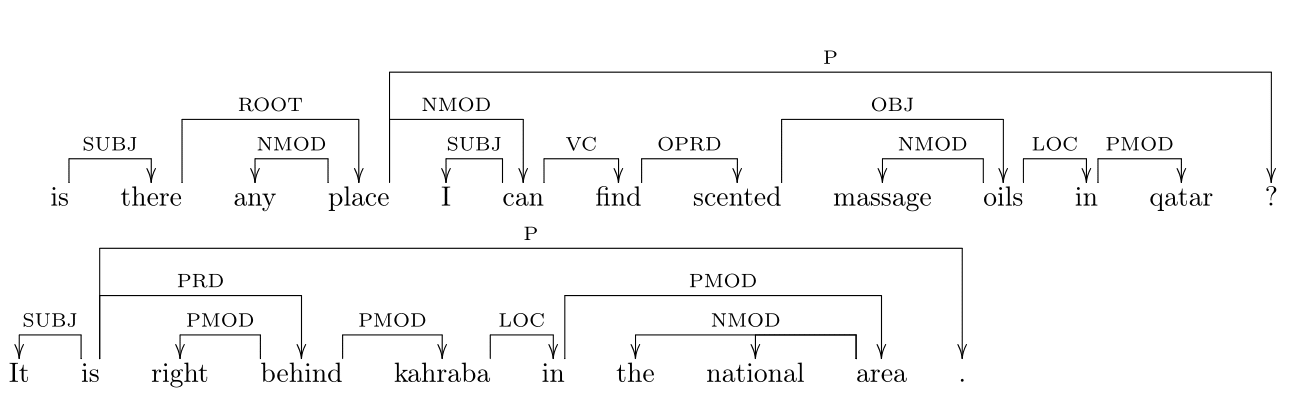 P
ROOT NMOD OBJ
SUBJ NMOD SUBJ VC OPRD NMOD LOC PMOD
is there any place I can find scented massage oils in qatar ?
P
PRD PMOD
SUBJ PMOD PMOD LOC NMOD
It is right behind kahraba in the national area .